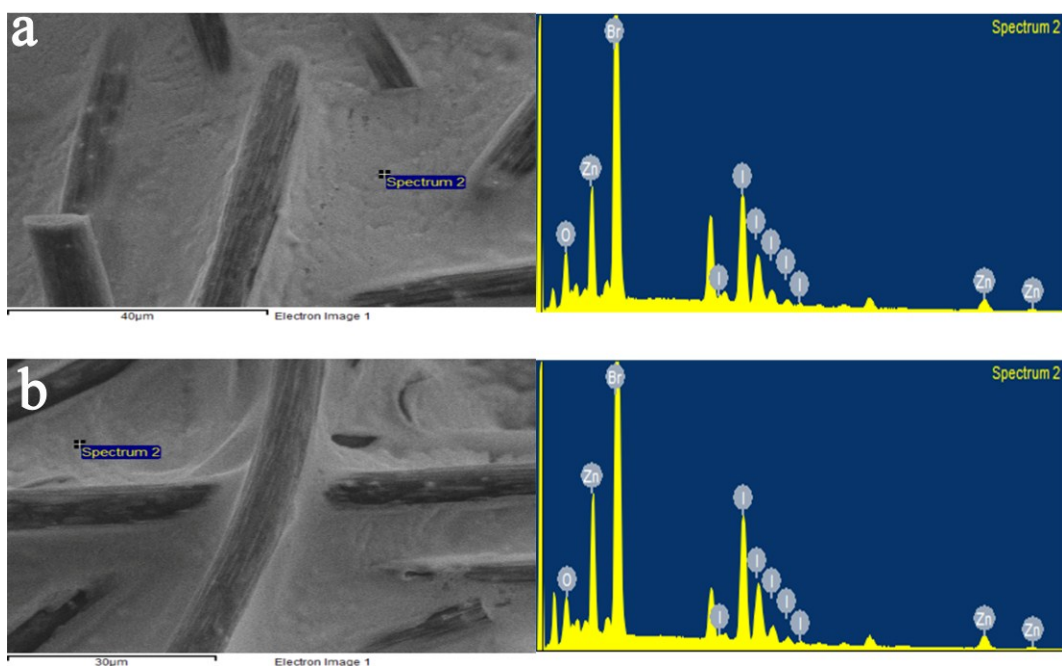 a
Spectrum 2
40µm
Electron Image 1
Spectrum 2
Br
Zn
O
I
I
I
I
I
I
Zn
Zn
b
Spectrum 2
30µm
Electron Image 1
Spectrum 2
Br
Zn
O
I
I
I
I
I
I
Zn
Zn